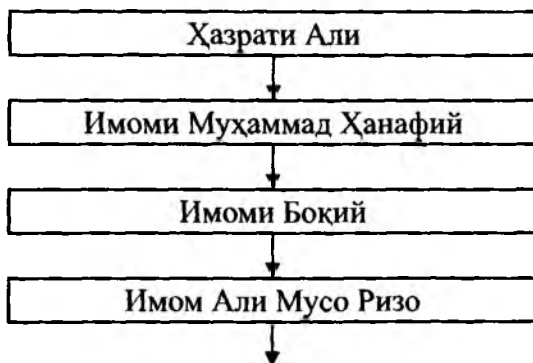 Ҳазрати Али
Имоми Муҳаммад Ҳанафий
Имоми Боқий
Имом Али Мусо Ризо